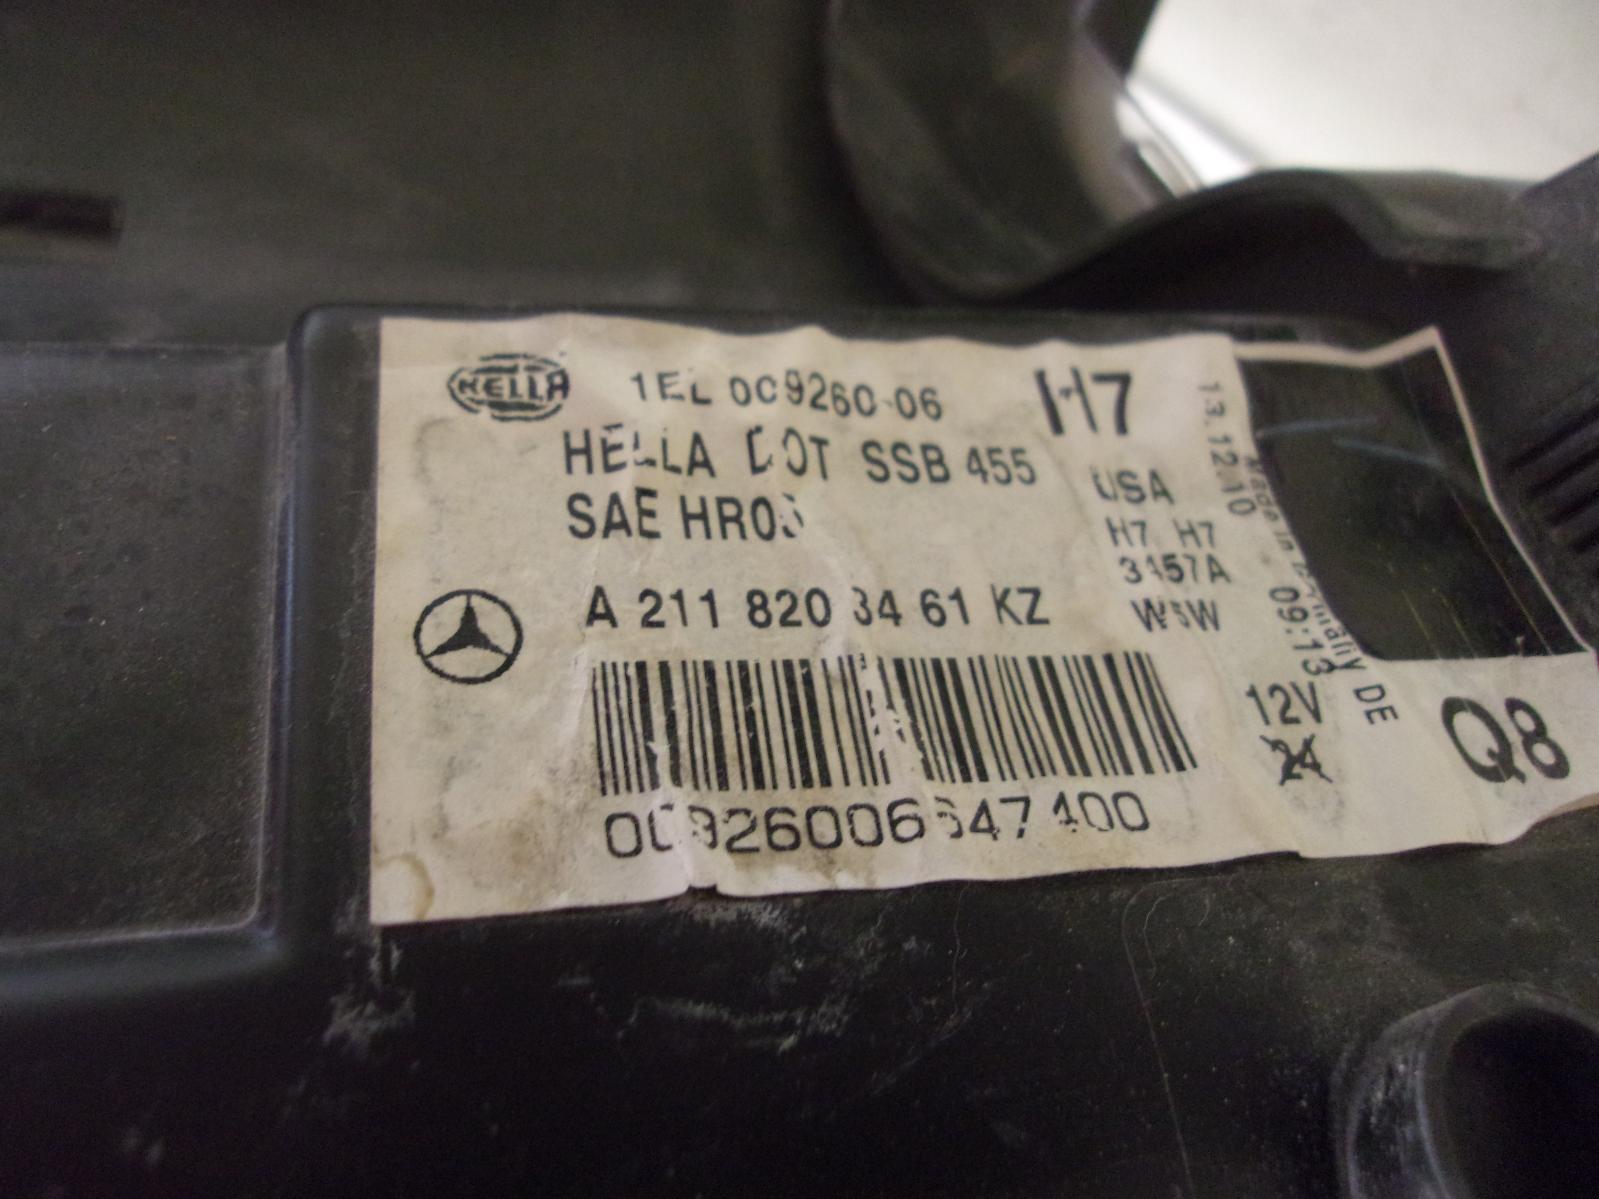 HELLA
1EL 009260-06
H7
HELLA DOT SSB 455
SAE
USA
H7 H7
3457A
W5W
A 211 820 34 61 KZ
13.12.10 09:13
Made in Germany DE
12V
24
Q8